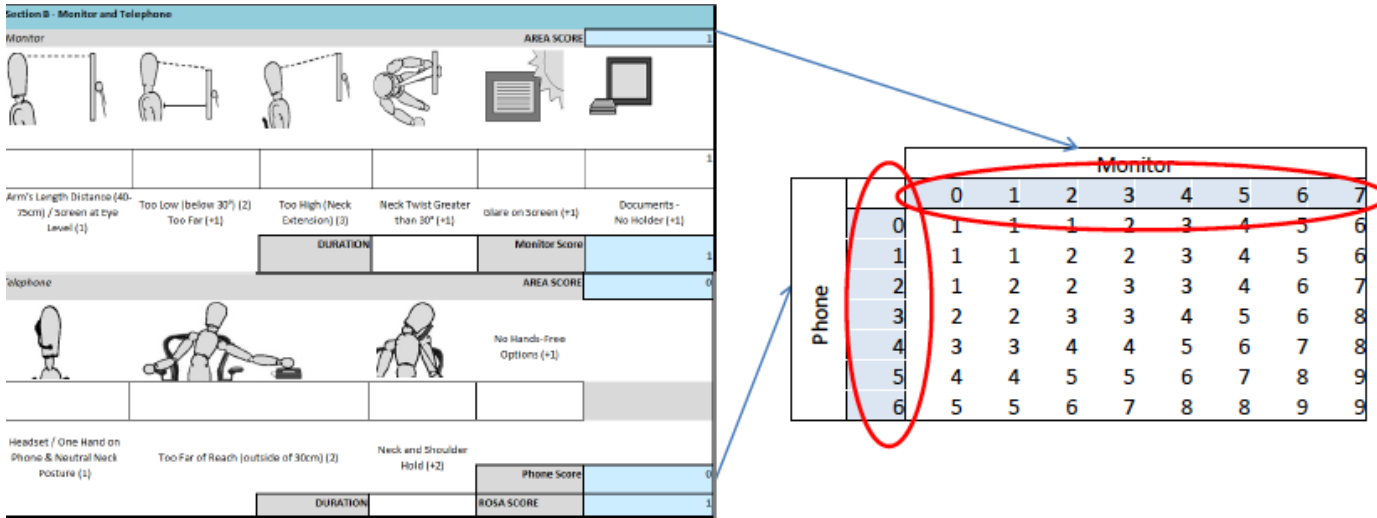 Section B - Monitor and Telephone
Monitor AREA SCORE 1
1
Arm's Length Distance (40-
75cm) / Screen at Eye
Level (1)
Too Low (below 30°) (2)
Too Far (+1)
Too High (Neck
Extension) (3)
Neck Twist Greater
than 30° (+1)
Glare on Screen (+1)
Documents -
No Holder (+1)
DURATION Monitor Score 1
Telephone AREA SCORE 0
No Hands-Free
Options (+1)
Headset / One Hand on
Phone & Neutral Neck
Posture (1)
Too Far of Reach (outside of 30cm) (2)
Neck and Shoulder
Hold (+2)
Phone Score 0
DURATION ROSA SCORE 1
Monitor
0 1 2 3 4 5 6 7
Phone
0 1 1 1 2 3 4 5 6
1 1 1 2 2 3 4 5 6
2 1 2 2 3 3 4 6 7
3 2 2 3 3 4 5 6 8
4 3 3 4 4 5 6 7 8
5 4 4 5 5 6 7 8 9
6 5 5 6 7 8 8 9 9